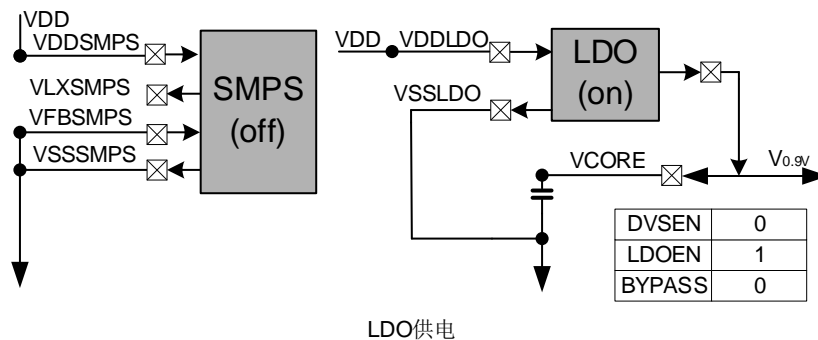 VDD
VDDSMPS
VLXSMPS
VFBSMPS
VSSSMPS
SMPS
(off)
VDD
VDDLDO
VSSLDO
LDO
(on)
VCORE
V0.9V
DVSEN 0
LDOEN 1
BYPASS 0
LDO供电